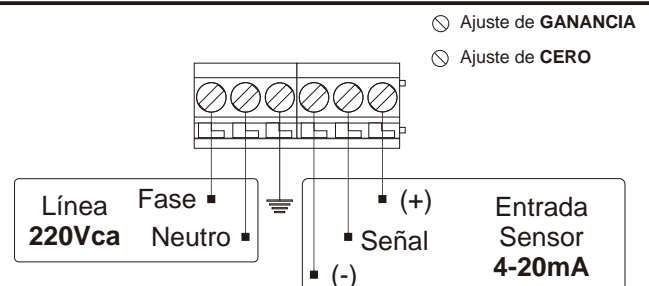 Ajuste de GANANCIA
Ajuste de CERO
Línea
220Vca
Fase
Neutro
(+)
Señal
(-)
Entrada
Sensor
4-20mA